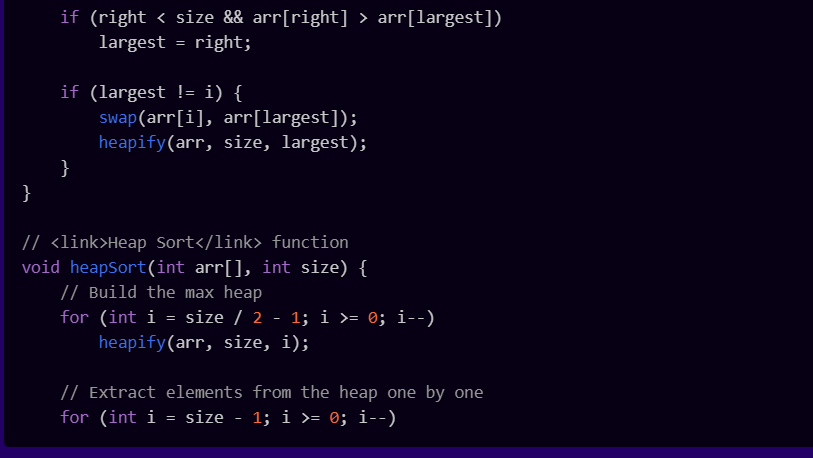 if (right < size && arr[right] > arr[largest])
largest = right;
if (largest != i) {
swap(arr[i], arr[largest]);
heapify(arr, size, largest);
}
}
// <link>Heap Sort</link> function
void heapSort(int arr[], int size) {
// Build the max heap
for (int i = size / 2 - 1; i >= 0; i--)
heapify(arr, size, i);
// Extract elements from the heap one by one
for (int i = size - 1; i >= 0; i--)